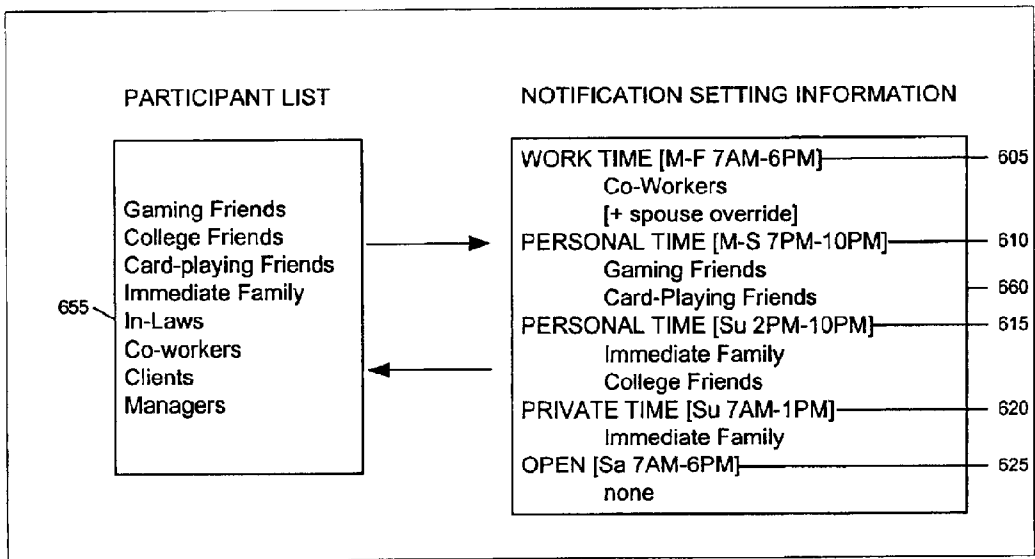 PARTICIPANT LIST
Gaming Friends
College Friends
Card-playing Friends
Immediate Family
In-Laws
Co-workers
Clients
Managers
655
NOTIFICATION SETTING INFORMATION
WORK TIME [M-F 7AM-6PM] 605
Co-Workers
[+ spouse override]
PERSONAL TIME [M-S 7PM-10PM] 610
Gaming Friends
Card-Playing Friends 660
PERSONAL TIME [Su 2PM-10PM] 615
Immediate Family
College Friends
PRIVATE TIME [Su 7AM-1PM] 620
Immediate Family
OPEN [Sa 7AM-6PM] 625
none